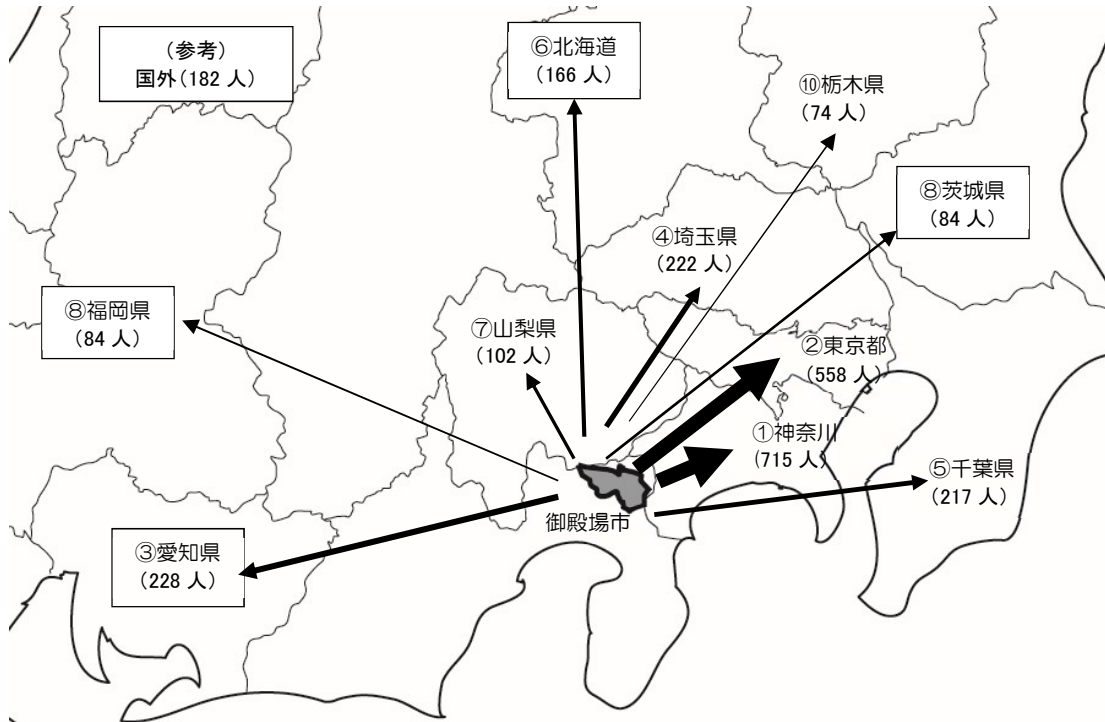 （参考）
国外（182 人）
⑥北海道
（166 人）
⑩栃木県
（74 人）
⑧茨城県
（84 人）
④埼玉県
（222 人）
⑧福岡県
（84 人）
⑦山梨県
（102 人）
②東京都
（558 人）
①神奈川
（715 人）
⑤千葉県
（217 人）
御殿場市
③愛知県
（228 人）